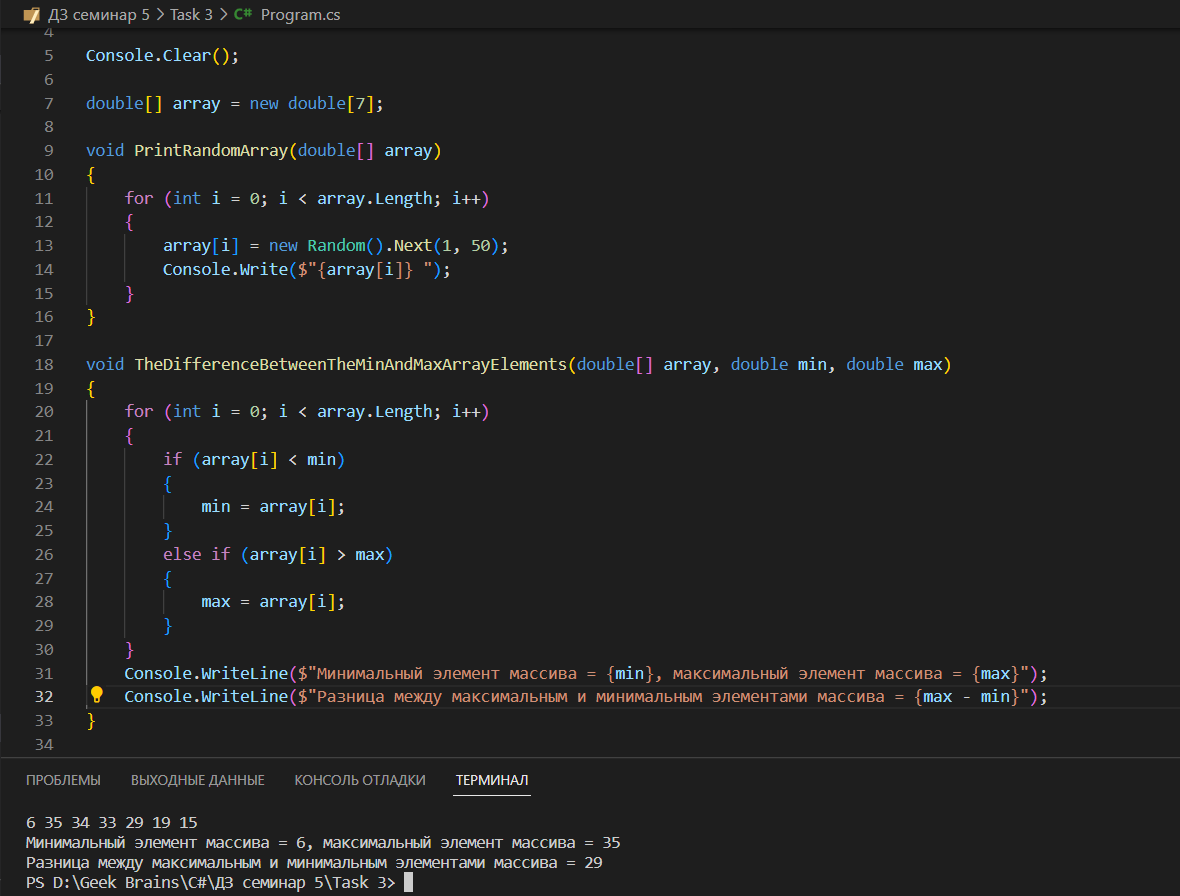 ДЗ семинар 5 > Task 3 > C# Program.cs
4
5 Console.Clear();
6
7 double[] array = new double[7];
8
9 void PrintRandomArray(double[] array)
10 {
11     for (int i = 0; i < array.Length; i++)
12     {
13         array[i] = new Random().Next(1, 50);
14         Console.Write($"{array[i]} ");
15     }
16 }
17
18 void TheDifferenceBetweenTheMinAndMaxArrayElements(double[] array, double min, double max)
19 {
20     for (int i = 0; i < array.Length; i++)
21     {
22         if (array[i] < min)
23         {
24             min = array[i];
25         }
26         else if (array[i] > max)
27         {
28             max = array[i];
29         }
30     }
31     Console.WriteLine($"Минимальный элемент массива = {min}, максимальный элемент массива = {max}");
32     Console.WriteLine($"Разница между максимальным и минимальным элементами массива = {max - min}");
33 }
34
ПРОБЛЕМЫ ВЫХОДНЫЕ ДАННЫЕ КОНСОЛЬ ОТЛАДКИ ТЕРМИНАЛ
6 35 34 33 29 19 15
Минимальный элемент массива = 6, максимальный элемент массива = 35
Разница между максимальным и минимальным элементами массива = 29
PS D:\Geek Brains\C#\ДЗ семинар 5\Task 3>